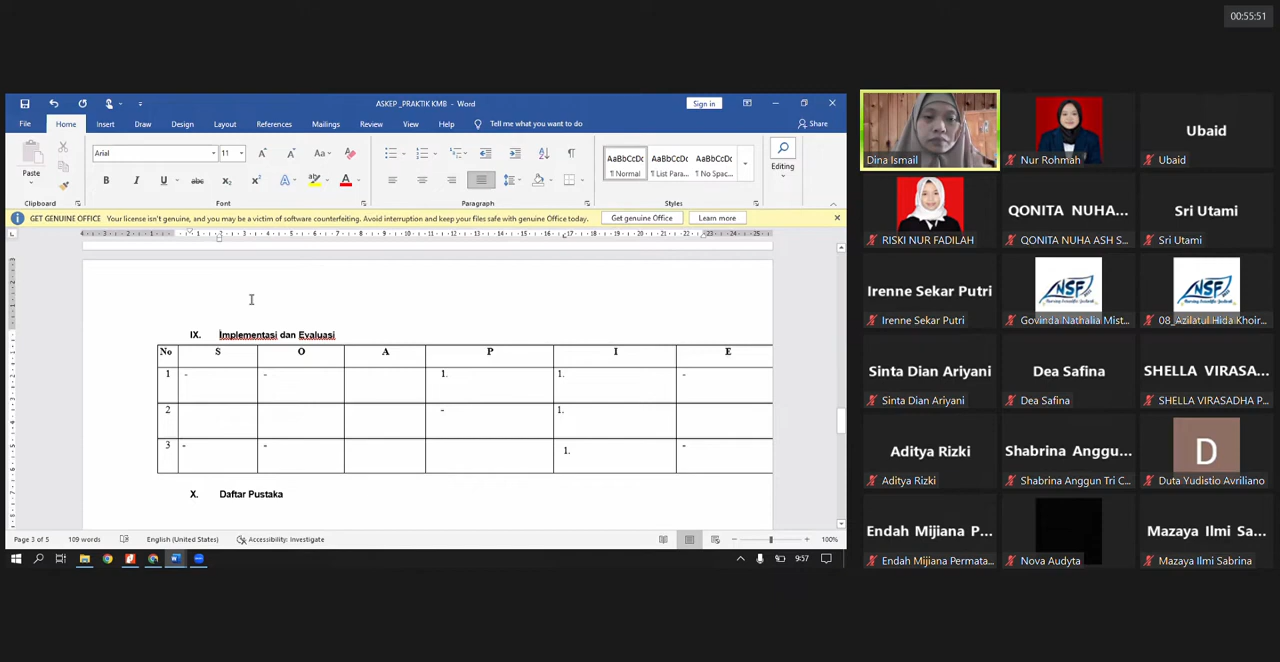 00:55:51
ASKEP _PRAKTIK KMB - Word
Sign in
File Home Insert Draw Design Layout References Mailings Review View Help Tell me what you want to do Share
Paste
Clipboard
Arial 11
Font
Paragraph
AaBbCcDc AaBbCcDc AaBbCcDc
¶ Normal ¶ List Para... ¶ No Spac...
Styles
Editing
GET GENUINE OFFICE Your license isn't genuine, and you may be a victim of software counterfeiting. Avoid interruption and keep your files safe with genuine Office today. Get genuine Office Learn more
IX. Implementasi dan Evaluasi
No S O A P I E
1 - - 1. 1. -
2 - 1.
3 - - 1. -
X. Daftar Pustaka
Page 3 of 5 109 words English (United States) Accessibility: Investigate 100%
9:57
Dina Ismail
Nur Rohmah
Ubaid
Ubaid
RISKI NUR FADILAH
QONITA NUHA...
QONITA NUHA ASH S...
Sri Utami
Sri Utami
Irenne Sekar Putri
Irenne Sekar Putri
NSF
Govinda Nathalia Mist...
NSF
08_Azilatul Hida Khoir...
Sinta Dian Ariyani
Sinta Dian Ariyani
Dea Safina
Dea Safina
SHELLA VIRASA...
SHELLA VIRASADHA P...
Aditya Rizki
Aditya Rizki
Shabrina Anggu...
Shabrina Anggun Tri C...
D
Duta Yudistio Avriliano
Endah Mijiana P...
Endah Mijiana Permata...
Nova Audyta
Mazaya Ilmi Sa...
Mazaya Ilmi Sabrina